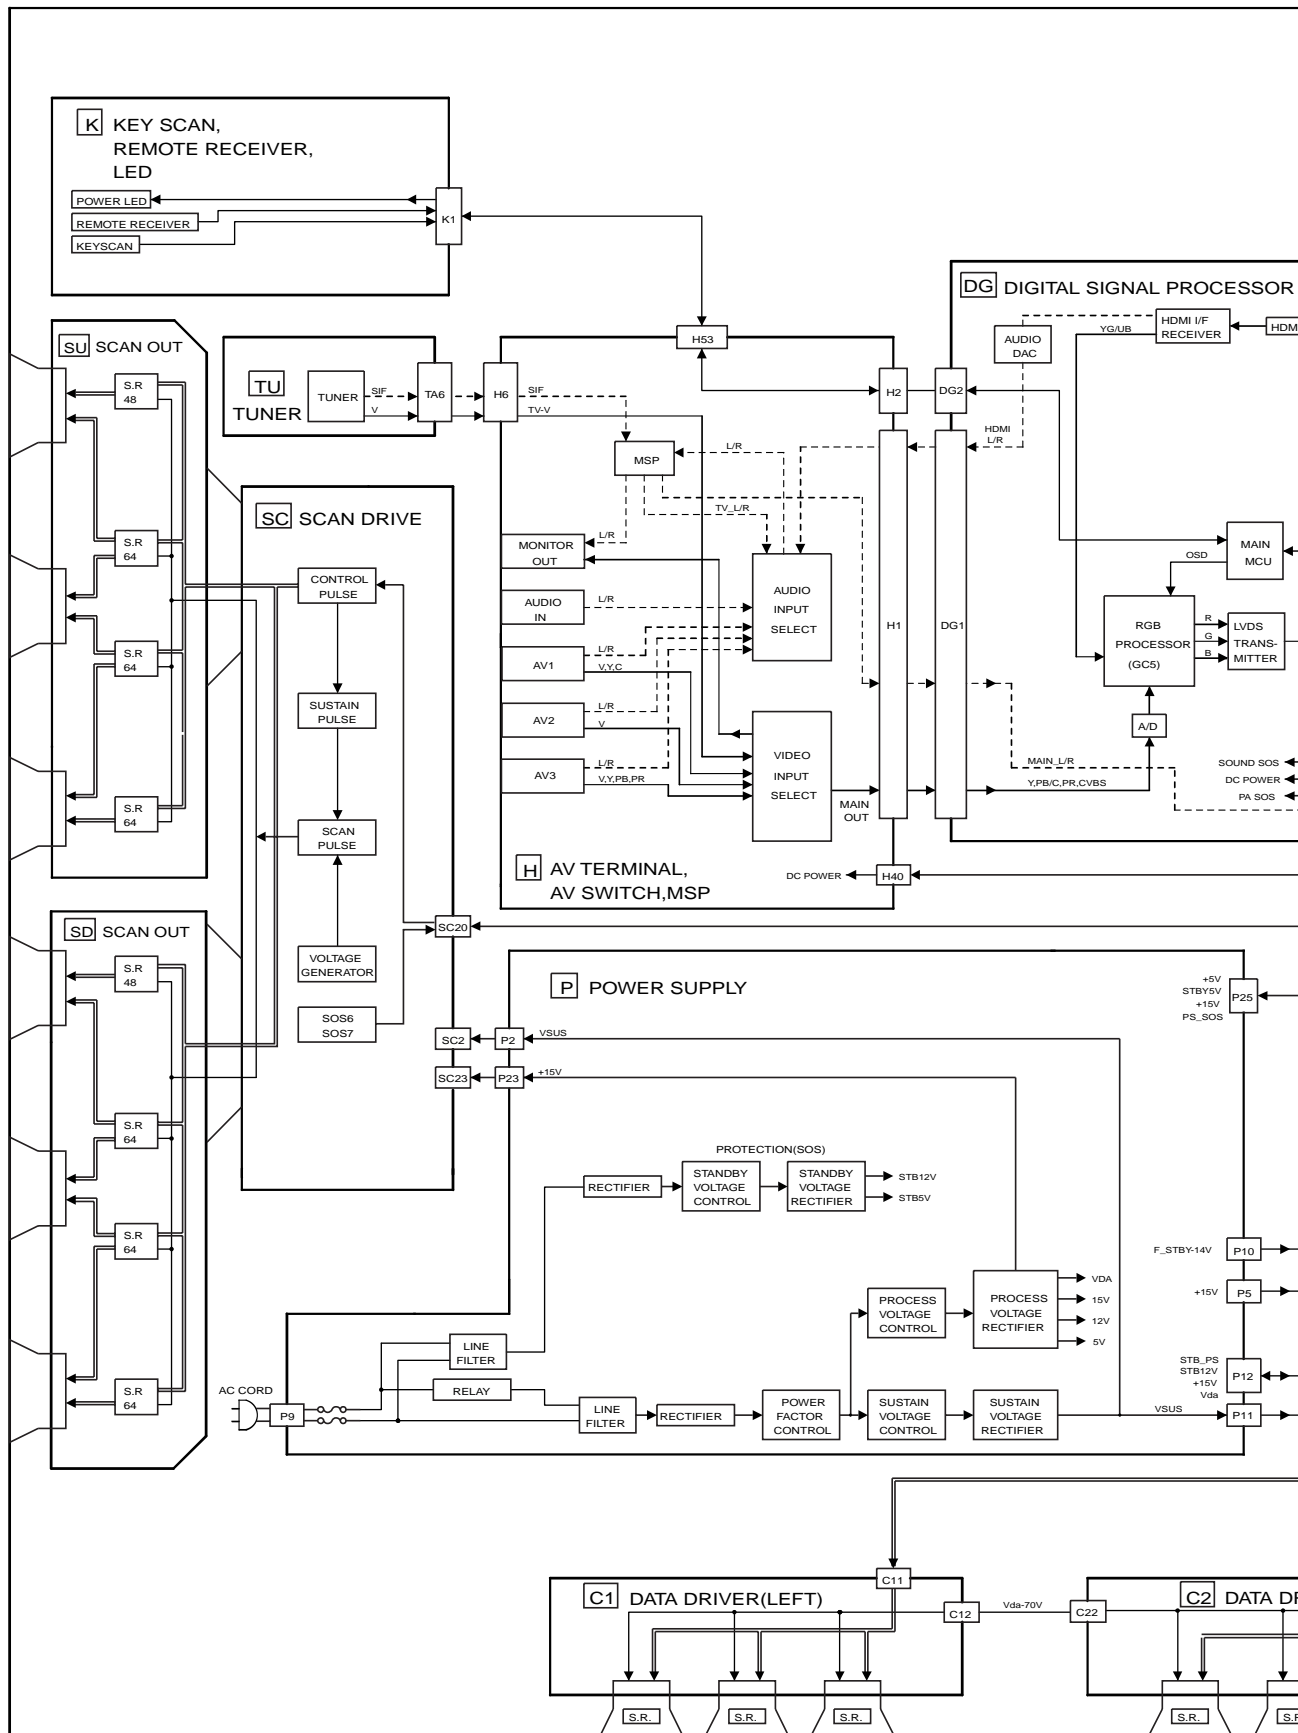 K KEY SCAN,
REMOTE RECEIVER,
LED
POWER LED
REMOTE RECEIVER
KEYSCAN
K1
DG DIGITAL SIGNAL PROCESSOR
HDMI I/F
RECEIVER
YG/UB
AUDIO
DAC
HDMI
L/R
DG2
DG1
MAIN
MCU
OSD
RGB
PROCESSOR
(GC5)
R
G
B
LVDS
TRANS-
MITTER
A/D
MAIN_L/R
Y,PB/C,PR,CVBS
SOUND SOS
DC POWER
PA SOS
SU SCAN OUT
S.R
48
S.R
64
S.R
64
S.R
64
TU
TUNER
TUNER
SIF
V
TA6
H6
SIF
TV-V
H53
H2
H1
MSP
L/R
TV_L/R
L/R
MONITOR
OUT
AUDIO
IN
L/R
AV1
L/R
V,Y,C
AV2
L/R
V
AV3
L/R
V,Y,PB,PR
AUDIO
INPUT
SELECT
VIDEO
INPUT
SELECT
MAIN
OUT
DC POWER
H40
H AV TERMINAL,
AV SWITCH,MSP
SC SCAN DRIVE
CONTROL
PULSE
SUSTAIN
PULSE
SCAN
PULSE
VOLTAGE
GENERATOR
SOS6
SOS7
SC20
SC2
SC23
SD SCAN OUT
S.R
48
S.R
64
S.R
64
S.R
64
P POWER SUPPLY
P2
VSUS
P23
+15V
+5V
STBY5V
+15V
PS_SOS
P25
PROTECTION(SOS)
RECTIFIER
STANDBY
VOLTAGE
CONTROL
STANDBY
VOLTAGE
RECTIFIER
STB12V
STB5V
F_STBY-14V
P10
+15V
P5
PROCESS
VOLTAGE
CONTROL
PROCESS
VOLTAGE
RECTIFIER
VDA
15V
12V
5V
LINE
FILTER
RELAY
AC CORD
P9
LINE
FILTER
RECTIFIER
POWER
FACTOR
CONTROL
SUSTAIN
VOLTAGE
CONTROL
SUSTAIN
VOLTAGE
RECTIFIER
STB_PS
STB12V
+15V
Vda
P12
VSUS
P11
C11
C1 DATA DRIVER(LEFT)
C12
Vda-70V
C22
C2 DATA
S.R.
S.R.
S.R.
S.R.